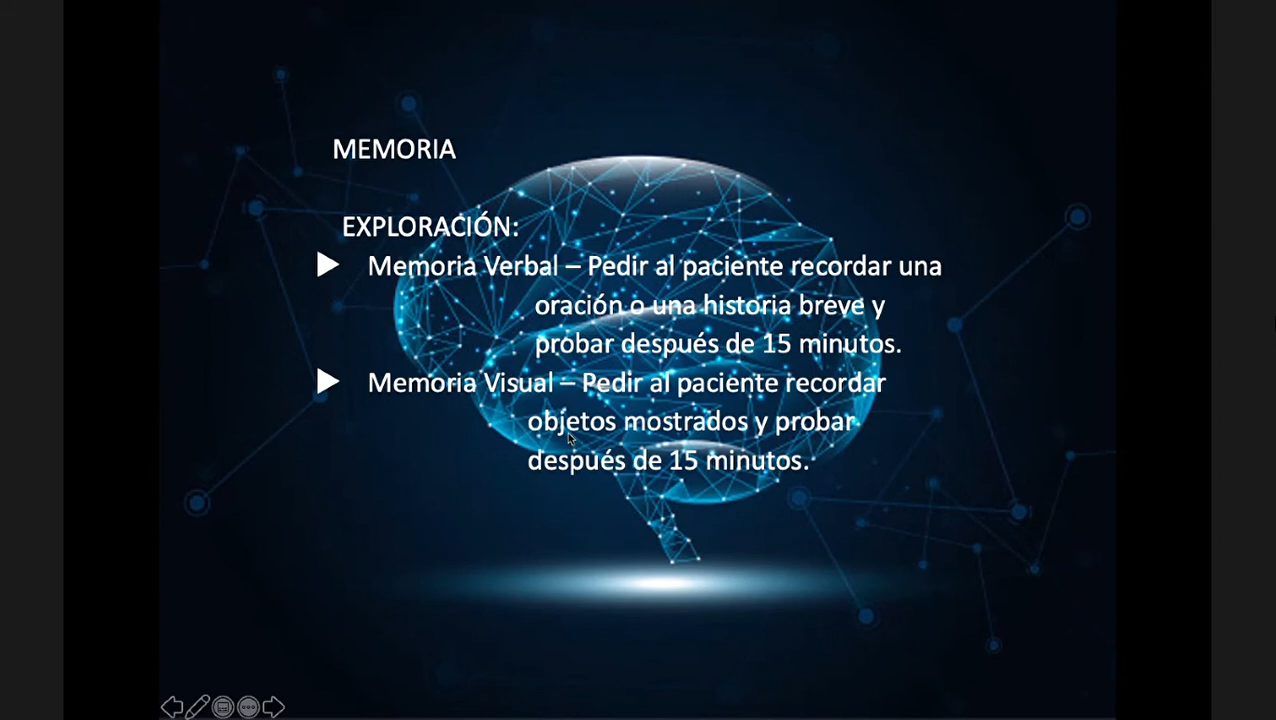 MEMORIA
EXPLORACIÓN:
Memoria Verbal – Pedir al paciente recordar una
oración o una historia breve y
probar después de 15 minutos.
Memoria Visual – Pedir al paciente recordar
objetos mostrados y probar
después de 15 minutos.